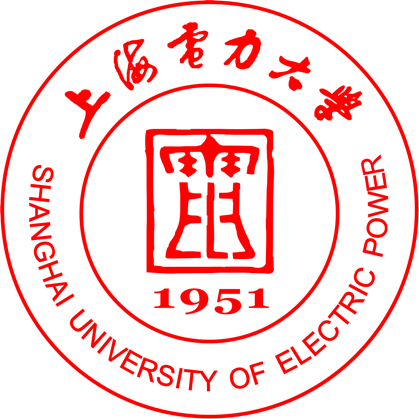 上海电力大学
1951
SHANGHAI UNIVERSITY OF ELECTRIC POWER